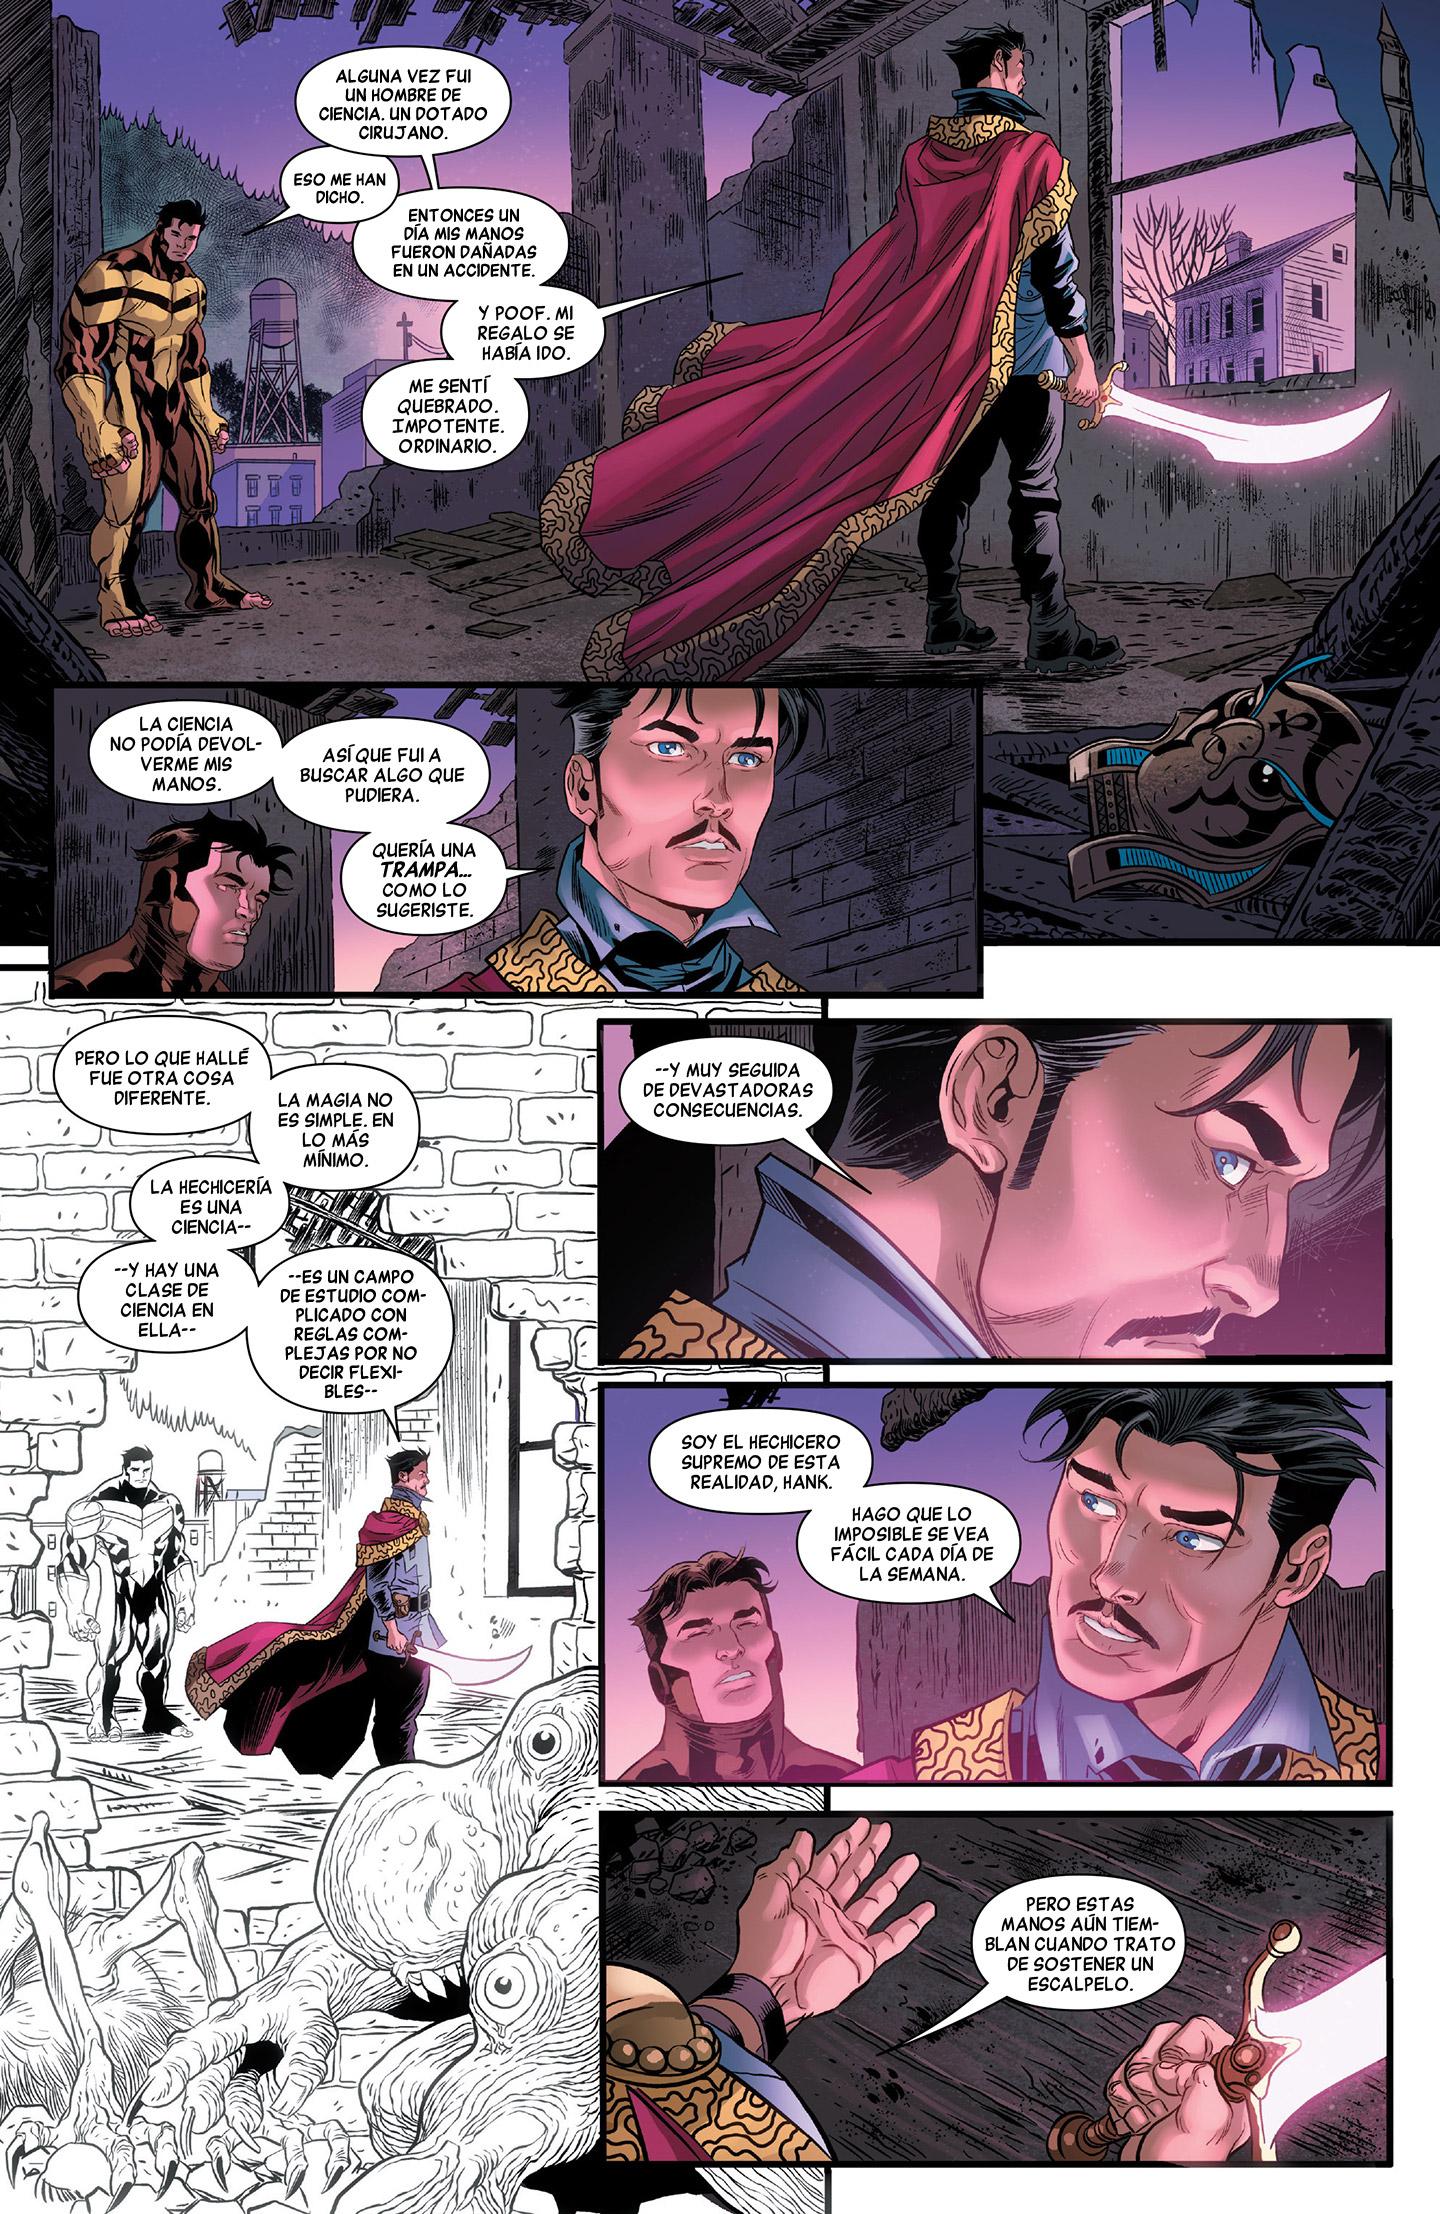 ALGUNA VEZ FUI
UN HOMBRE DE
CIENCIA. UN DOTADO
CIRUJANO.
ESO ME HAN
DICHO.
ENTONCES UN
DÍA MIS MANOS
FUERON DAÑADAS
EN UN ACCIDENTE.
Y POOF. MI
REGALO SE
HABÍA IDO.
ME SENTÍ
QUEBRADO.
IMPOTENTE.
ORDINARIO.
LA CIENCIA
NO PODÍA DEVOL-
VERME MIS
MANOS.
ASÍ QUE FUI A
BUSCAR ALGO QUE
PUDIERA.
QUERÍA UNA
TRAMPA...
COMO LO
SUGERISTE.
PERO LO QUE HALLÉ
FUE OTRA COSA
DIFERENTE.
LA MAGIA NO
ES SIMPLE. EN
LO MÁS
MÍNIMO.
LA HECHICERÍA
ES UNA
CIENCIA--
--Y HAY UNA
CLASE DE
CIENCIA EN
ELLA--
--ES UN CAMPO
DE ESTUDIO COM-
PLICADO CON
REGLAS COM-
PLEJAS POR NO
DECIR FLEXI-
BLES--
--Y MUY SEGUIDA
DE DEVASTADORAS
CONSECUENCIAS.
SOY EL HECHICERO
SUPREMO DE ESTA
REALIDAD, HANK.
HAGO QUE LO
IMPOSIBLE SE VEA
FÁCIL CADA DÍA DE
LA SEMANA.
PERO ESTAS
MANOS AÚN TIEM-
BLAN CUANDO TRATO
DE SOSTENER UN
ESCALPELO.